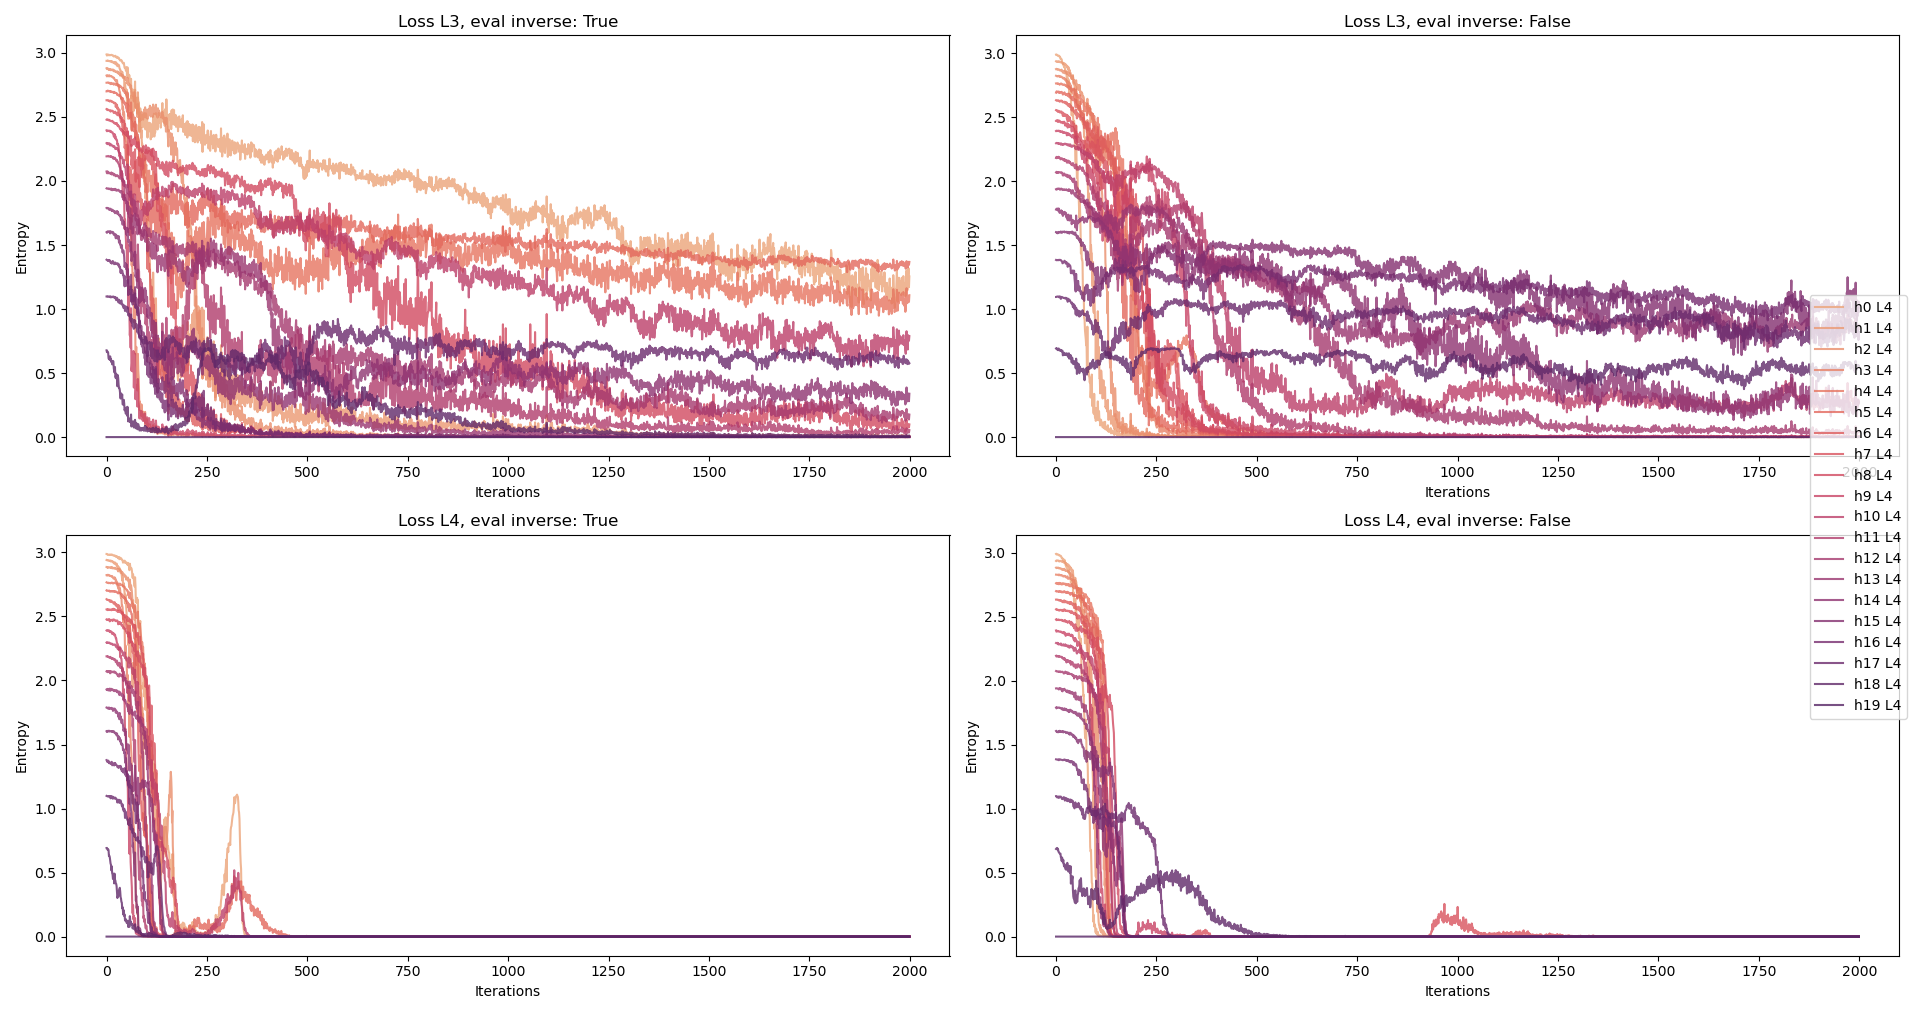 Loss L3, eval inverse: True
3.0
2.5
2.0
1.5
1.0
0.5
0.0
Entropy
0 250 500 750 1000 1250 1500 1750 2000
Iterations
Loss L3, eval inverse: False
3.0
2.5
2.0
1.5
1.0
0.5
0.0
Entropy
0 250 500 750 1000 1250 1500 1750 2000
Iterations
h0 L4
h1 L4
h2 L4
h3 L4
h4 L4
h5 L4
h6 L4
h7 L4
h8 L4
h9 L4
h10 L4
h11 L4
h12 L4
h13 L4
h14 L4
h15 L4
h16 L4
h17 L4
h18 L4
h19 L4
Loss L4, eval inverse: True
3.0
2.5
2.0
1.5
1.0
0.5
0.0
Entropy
0 250 500 750 1000 1250 1500 1750 2000
Iterations
Loss L4, eval inverse: False
3.0
2.5
2.0
1.5
1.0
0.5
0.0
Entropy
0 250 500 750 1000 1250 1500 1750 2000
Iterations